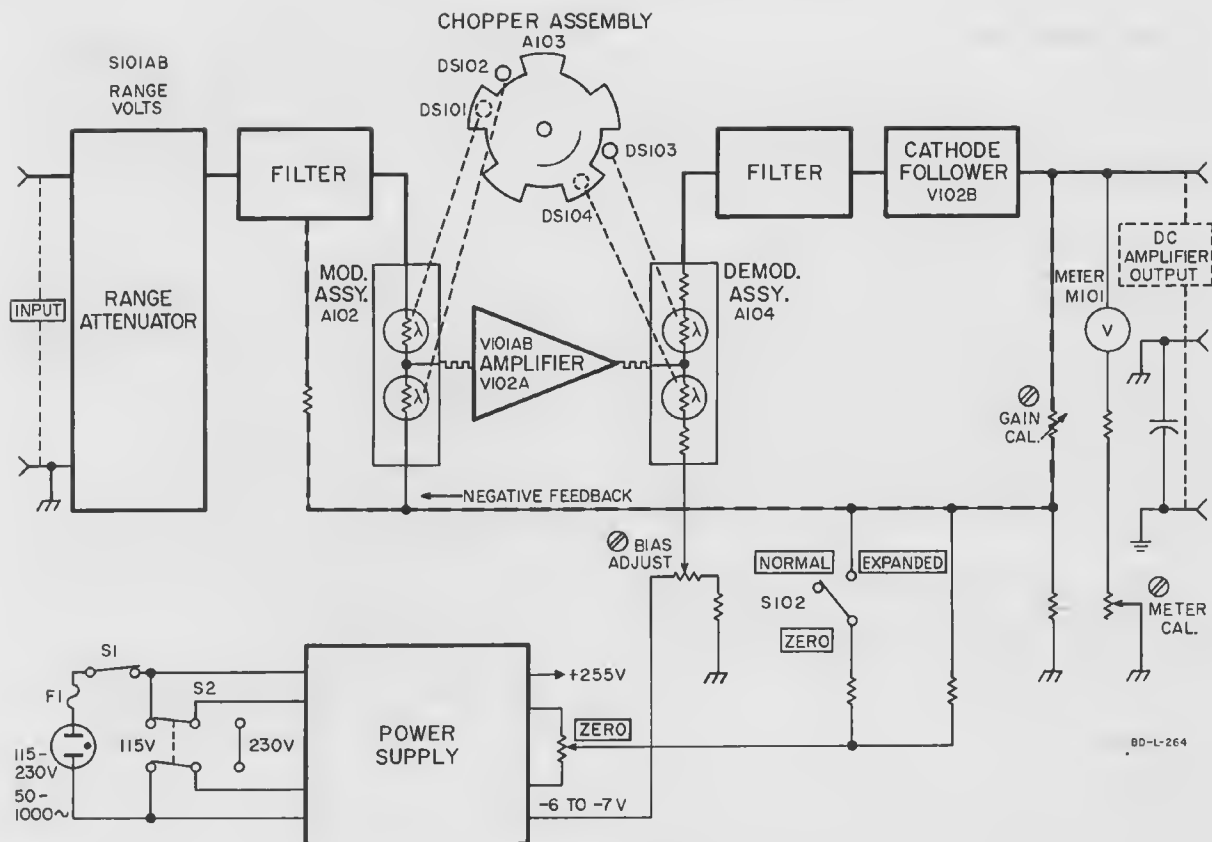 CHOPPER ASSEMBLY
A103
S101AB
RANGE
VOLTS
DS102
DS101
DS103
DS104
FILTER
FILTER
CATHODE
FOLLOWER
V102B
MOD.
ASSY.
A102
DEMOD.
ASSY.
A104
DC
AMPLIFIER
OUTPUT
METER
M101
INPUT
RANGE
ATTENUATOR
λ
λ
V101AB
AMPLIFIER
V102A
λ
λ
V
GAIN
CAL.
NEGATIVE FEEDBACK
BIAS
ADJUST
NORMAL
EXPANDED
S102
ZERO
METER
CAL.
S1
F1
S2
+255V
115V
230V
POWER
SUPPLY
ZERO
115-
230V
50-
1000~
-6 TO -7 V
BD-L-264